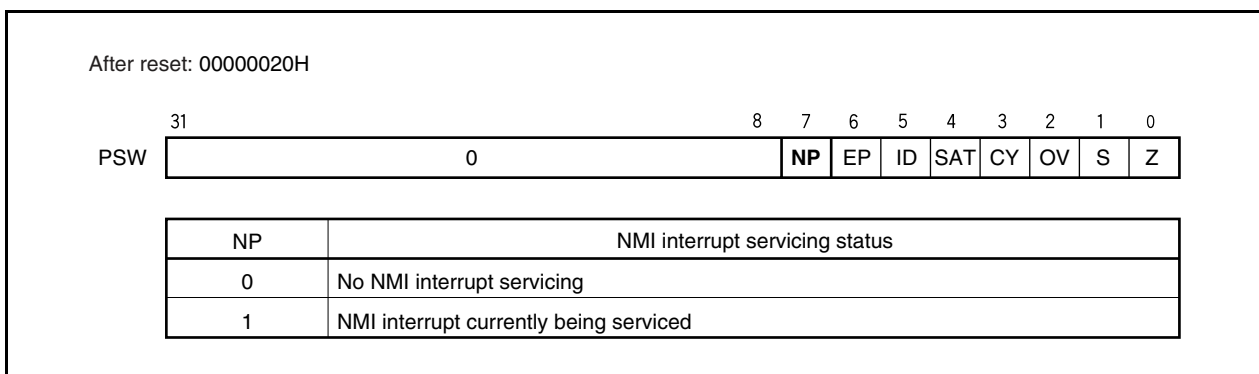 After reset: 00000020H
31 8 7 6 5 4 3 2 1 0
PSW 0 NP EP ID SAT CY OV S Z
NP NMI interrupt servicing status
0 No NMI interrupt servicing
1 NMI interrupt currently being serviced